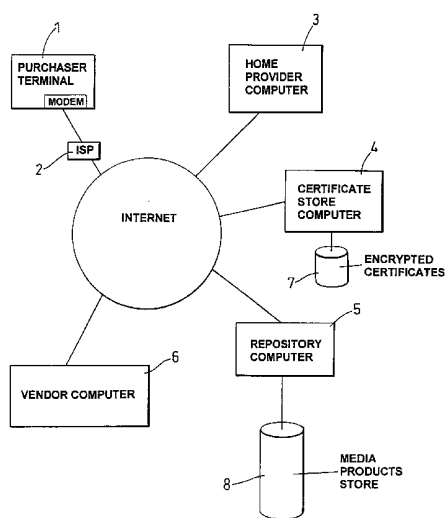 1
PURCHASER
TERMINAL
MODEM
2
ISP
3
HOME
PROVIDER
COMPUTER
4
CERTIFICATE
STORE
COMPUTER
INTERNET
7
ENCRYPTED
CERTIFICATES
5
REPOSITORY
COMPUTER
6
VENDOR COMPUTER
8
MEDIA
PRODUCTS
STORE